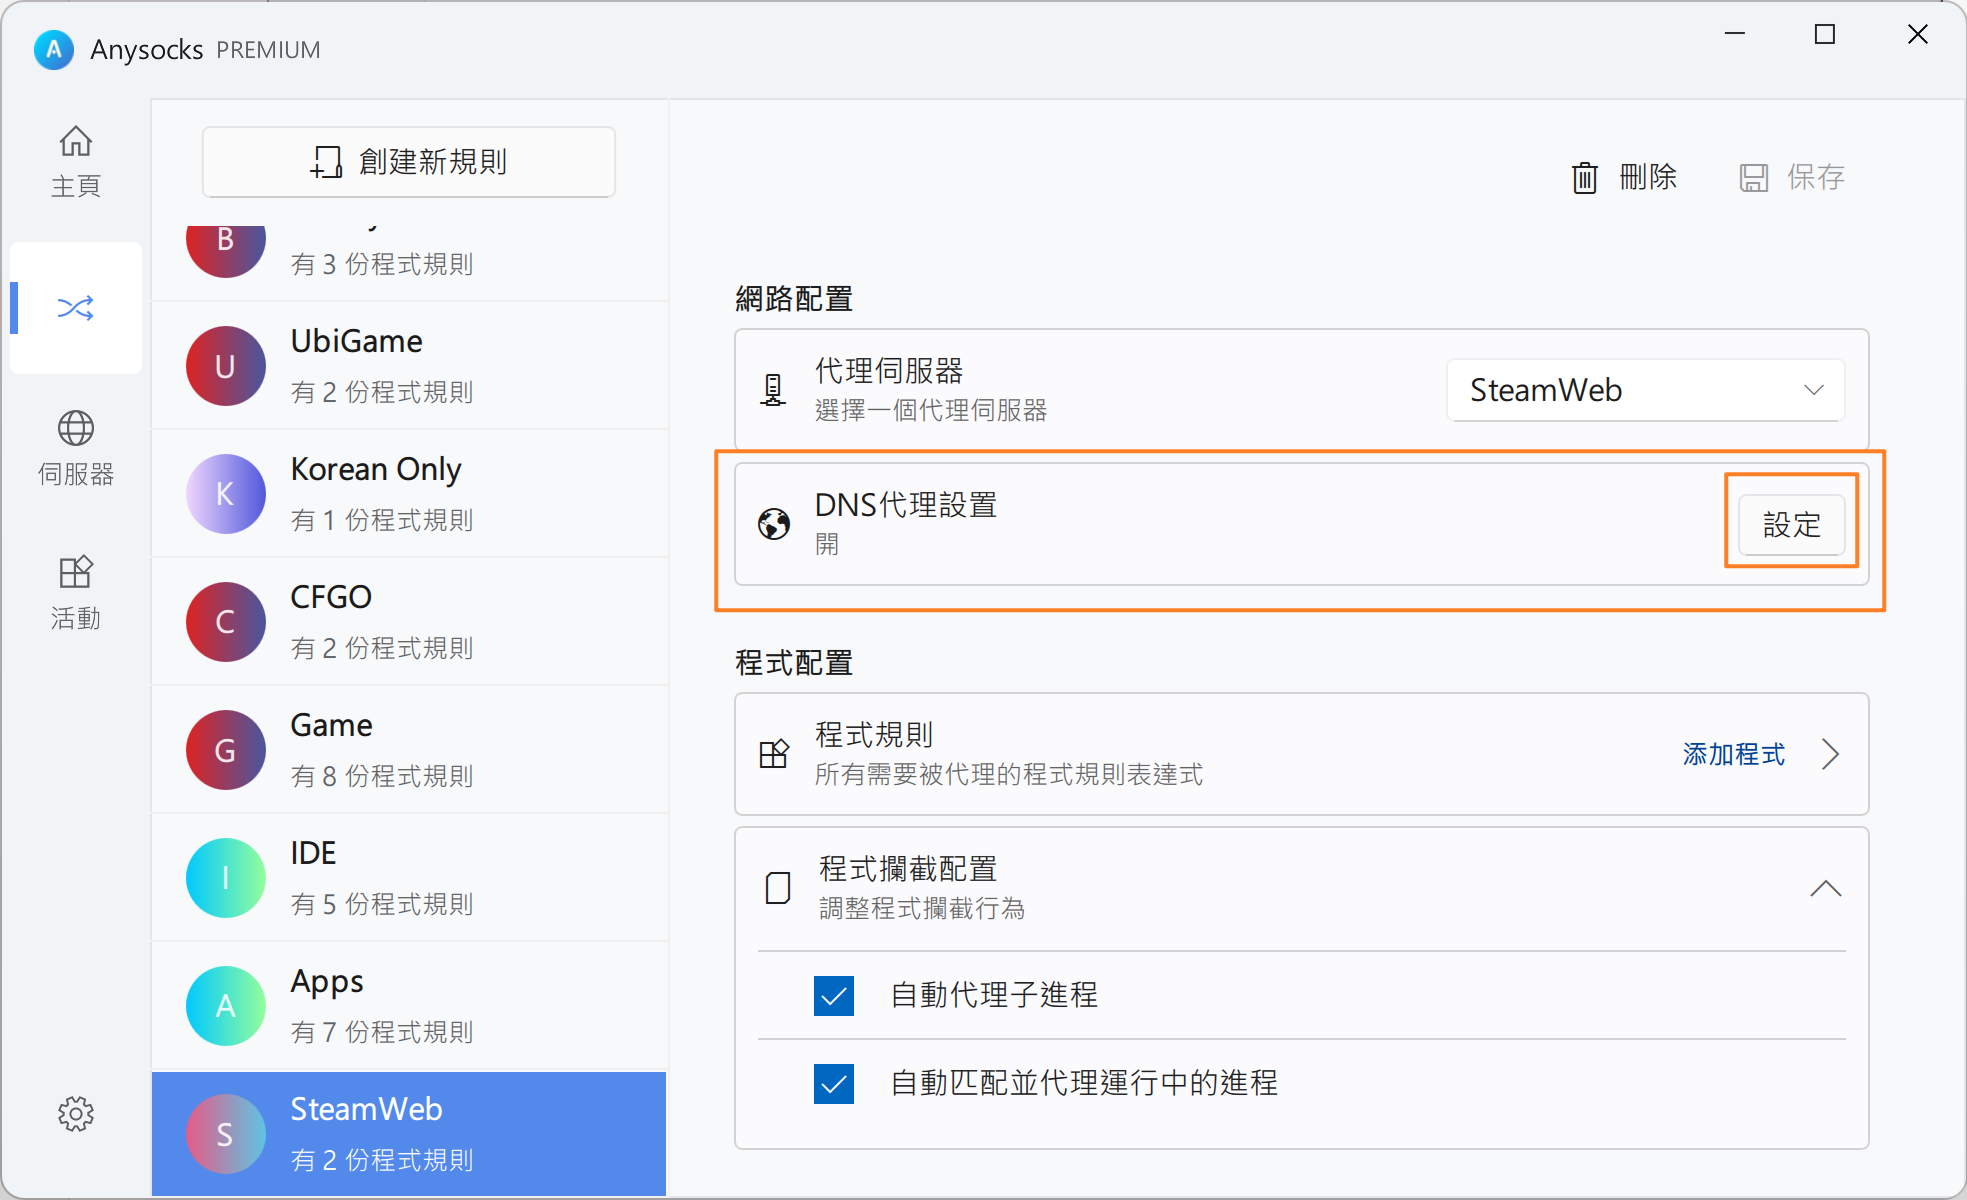 A
Anysocks PREMIUM
主頁
伺服器
活動
創建新規則
B
有 3 份程式規則
U
UbiGame
有 2 份程式規則
K
Korean Only
有 1 份程式規則
C
CFGO
有 2 份程式規則
G
Game
有 8 份程式規則
I
IDE
有 5 份程式規則
A
Apps
有 7 份程式規則
S
SteamWeb
有 2 份程式規則
刪除
保存
網路配置
代理伺服器
選擇一個代理伺服器
SteamWeb
DNS代理設置
開
設定
程式配置
程式規則
所有需要被代理的程式規則表達式
添加程式
程式攔截配置
調整程式攔截行為
自動代理子進程
自動匹配並代理運行中的進程